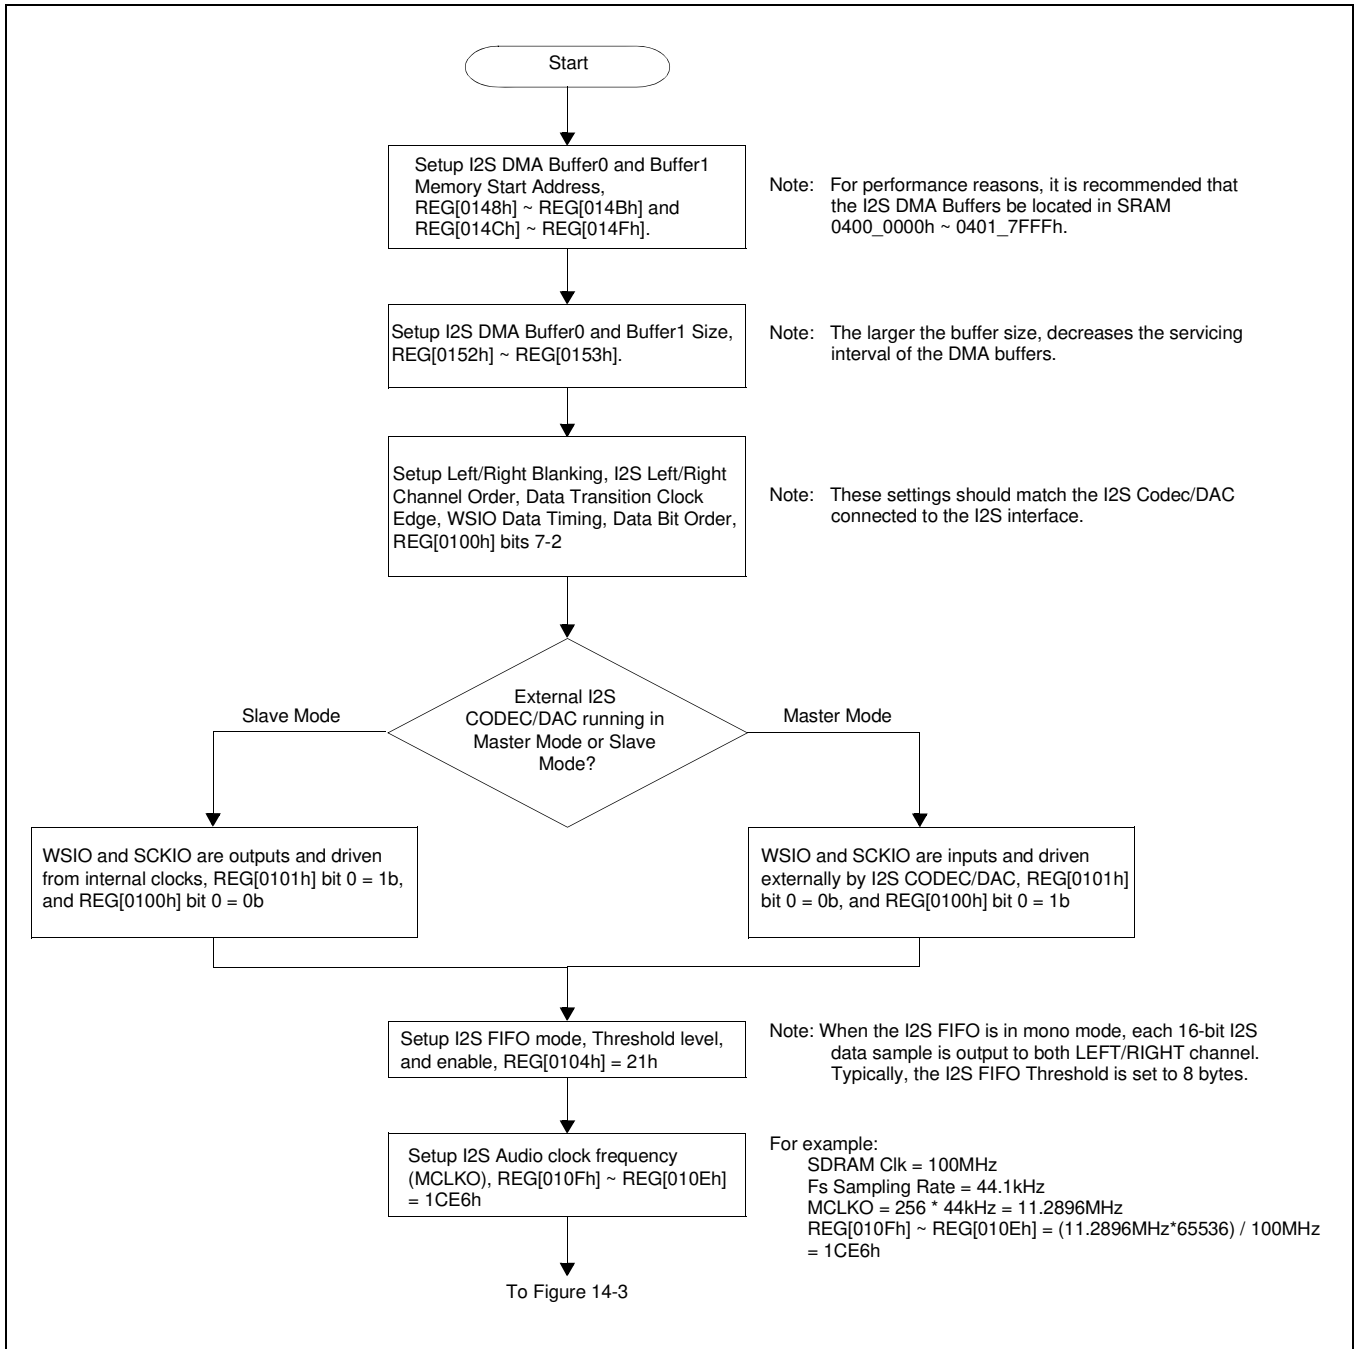 Start
Setup I2S DMA Buffer0 and Buffer1
Memory Start Address,
REG[0148h] ~ REG[014Bh] and
REG[014Ch] ~ REG[014Fh].
Note: For performance reasons, it is recommended that
the I2S DMA Buffers be located in SRAM
0400_0000h ~ 0401_7FFFh.
Setup I2S DMA Buffer0 and Buffer1 Size,
REG[0152h] ~ REG[0153h].
Note: The larger the buffer size, decreases the servicing
interval of the DMA buffers.
Setup Left/Right Blanking, I2S Left/Right
Channel Order, Data Transition Clock
Edge, WSIO Data Timing, Data Bit Order,
REG[0100h] bits 7-2
Note: These settings should match the I2S Codec/DAC
connected to the I2S interface.
External I2S
CODEC/DAC running in
Master Mode or Slave
Mode?
Slave Mode
Master Mode
WSIO and SCKIO are outputs and driven
from internal clocks, REG[0101h] bit 0 = 1b,
and REG[0100h] bit 0 = 0b
WSIO and SCKIO are inputs and driven
externally by I2S CODEC/DAC, REG[0101h]
bit 0 = 0b, and REG[0100h] bit 0 = 1b
Setup I2S FIFO mode, Threshold level,
and enable, REG[0104h] = 21h
Note: When the I2S FIFO is in mono mode, each 16-bit I2S
data sample is output to both LEFT/RIGHT channel.
Typically, the I2S FIFO Threshold is set to 8 bytes.
Setup I2S Audio clock frequency
(MCLKO), REG[010Fh] ~ REG[010Eh]
= 1CE6h
For example:
SDRAM Clk = 100MHz
Fs Sampling Rate = 44.1kHz
MCLKO = 256 * 44kHz = 11.2896MHz
REG[010Fh] ~ REG[010Eh] = (11.2896MHz*65536) / 100MHz
= 1CE6h
To Figure 14-3